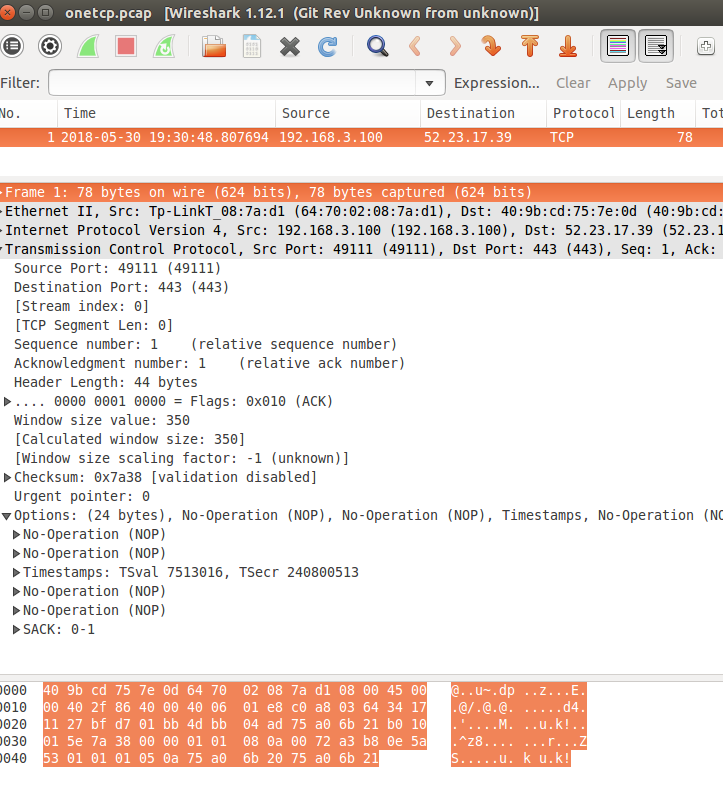 onetcp.pcap [Wireshark 1.12.1 (Git Rev Unknown from unknown)]
Filter: Expression... Clear Apply Save
No. Time Source Destination Protocol Length Tot
1 2018-05-30 19:30:48.807694 192.168.3.100 52.23.17.39 TCP 78
Frame 1: 78 bytes on wire (624 bits), 78 bytes captured (624 bits)
Ethernet II, Src: Tp-LinkT_08:7a:d1 (64:70:02:08:7a:d1), Dst: 40:9b:cd:75:7e:0d (40:9b:cd:
Internet Protocol Version 4, Src: 192.168.3.100 (192.168.3.100), Dst: 52.23.17.39 (52.23.1
Transmission Control Protocol, Src Port: 49111 (49111), Dst Port: 443 (443), Seq: 1, Ack:
Source Port: 49111 (49111)
Destination Port: 443 (443)
[Stream index: 0]
[TCP Segment Len: 0]
Sequence number: 1 (relative sequence number)
Acknowledgment number: 1 (relative ack number)
Header Length: 44 bytes
.... 0000 0001 0000 = Flags: 0x010 (ACK)
Window size value: 350
[Calculated window size: 350]
[Window size scaling factor: -1 (unknown)]
Checksum: 0x7a38 [validation disabled]
Urgent pointer: 0
Options: (24 bytes), No-Operation (NOP), No-Operation (NOP), Timestamps, No-Operation (NO
No-Operation (NOP)
No-Operation (NOP)
Timestamps: TSval 7513016, TSecr 240800513
No-Operation (NOP)
No-Operation (NOP)
SACK: 0-1
0000 40 9b cd 75 7e 0d 64 70 02 08 7a d1 08 00 45 00 @..u~.dp ..z...E.
0010 00 40 2f 86 40 00 40 06 01 e8 c0 a8 03 64 34 17 .@/.@.@. .....d4.
0020 11 27 bf d7 01 bb 4d bb 04 ad 75 a0 6b 21 b0 10 .'....M. ..u.k!..
0030 01 5e 7a 38 00 00 01 01 08 0a 00 72 a3 b8 0e 5a .^z8.... ...r...Z
0040 53 01 01 01 05 0a 75 a0 6b 20 75 a0 6b 21 S.....u. k u.k!